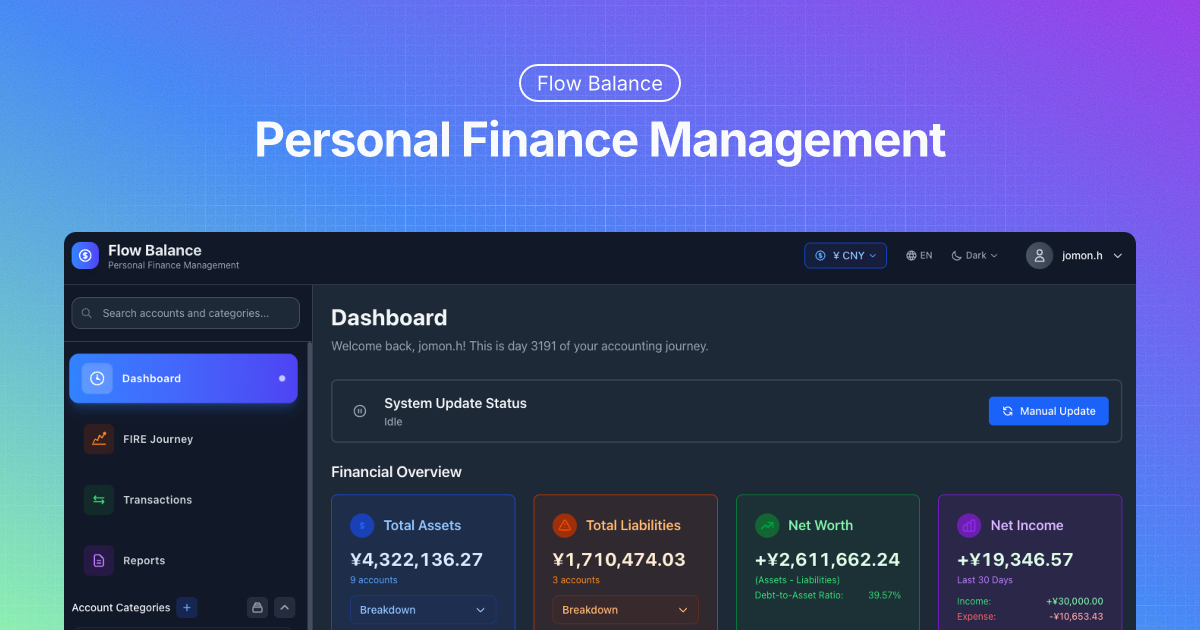 Flow Balance
Personal Finance Management
Flow Balance
Personal Finance Management
¥ CNY
EN
Dark
jomon.h
Search accounts and categories...
Dashboard
FIRE Journey
Transactions
Reports
Account Categories
Dashboard
Welcome back, jomon.h! This is day 3191 of your accounting journey.
System Update Status
Idle
Manual Update
Financial Overview
Total Assets
¥4,322,136.27
9 accounts
Breakdown
Total Liabilities
¥1,710,474.03
3 accounts
Breakdown
Net Worth
+¥2,611,662.24
(Assets - Liabilities)
Debt-to-Asset Ratio: 39.57%
Net Income
+¥19,346.57
Last 30 Days
Income: +¥30,000.00
Expense: -¥10,653.43